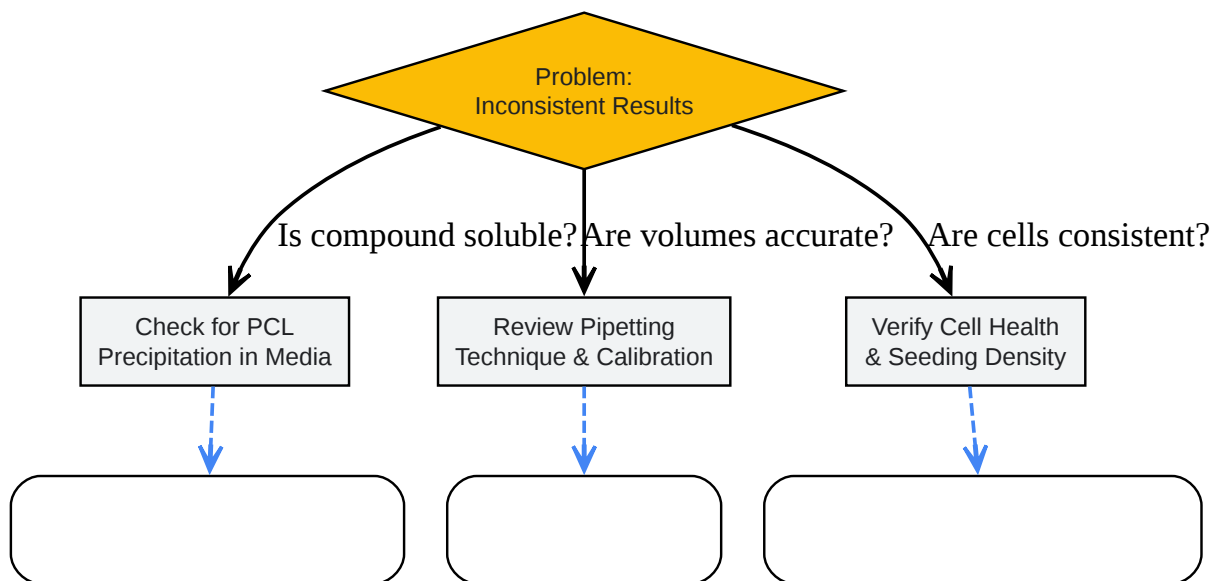 Problem:
Inconsistent Results
Is compound soluble?
Are volumes accurate?
Are cells consistent?
Check for PCL
Precipitation in Media
Review Pipetting
Technique & Calibration
Verify Cell Health
& Seeding Density